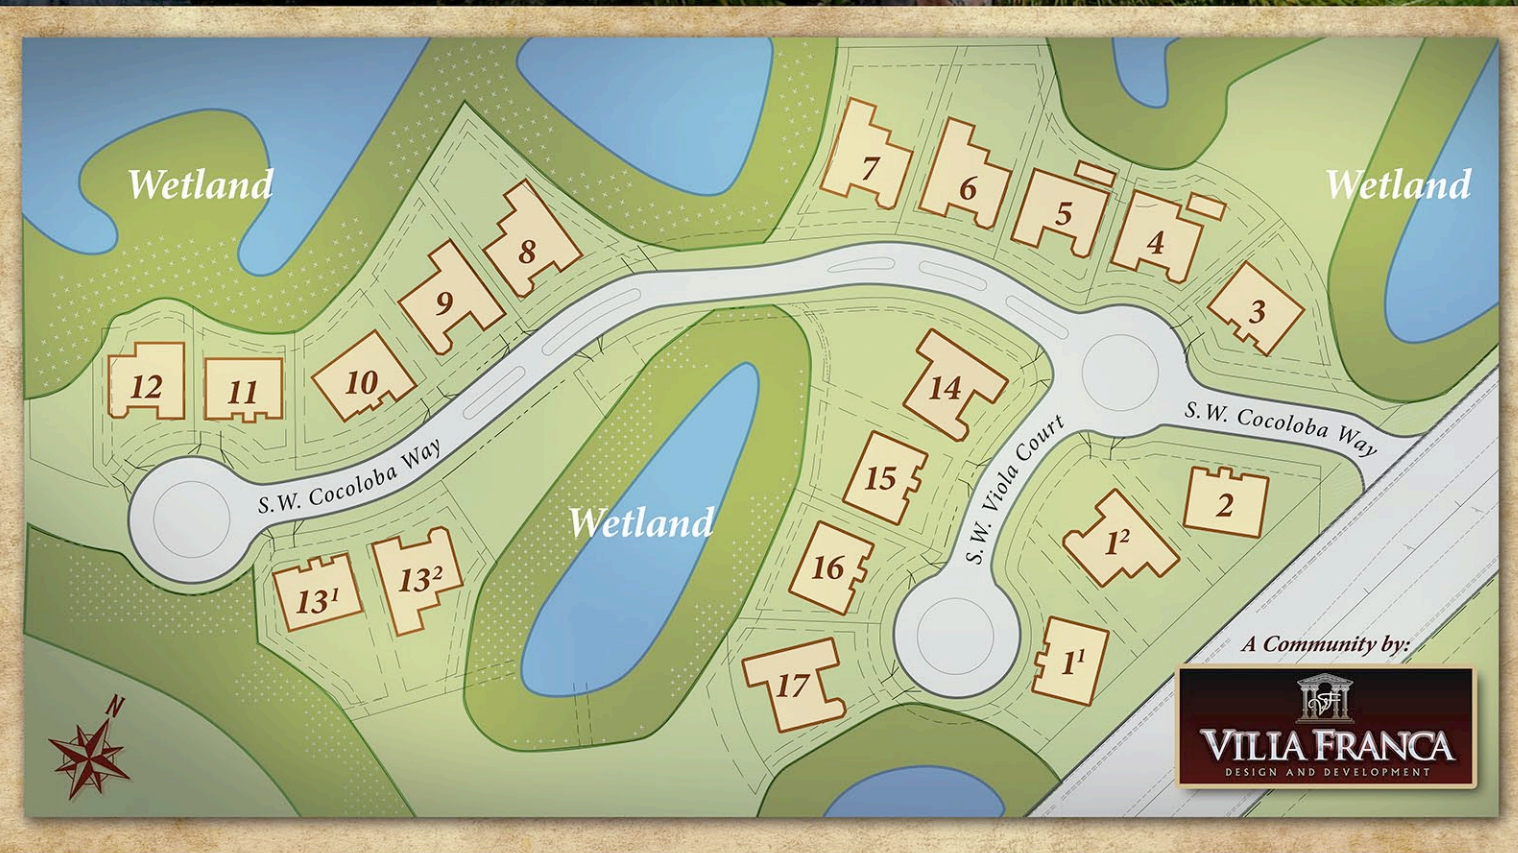 Wetland
Wetland
7
6
5
4
3
8
9
10
11
12
14
15
16
17
S.W. Cocoloba Way
S.W. Cocoloba Way
S.W. Viola Court
Wetland
2
1²
1¹
13¹
13²
N
A Community by:
VSF
VILLA FRANCA
DESIGN AND DEVELOPMENT